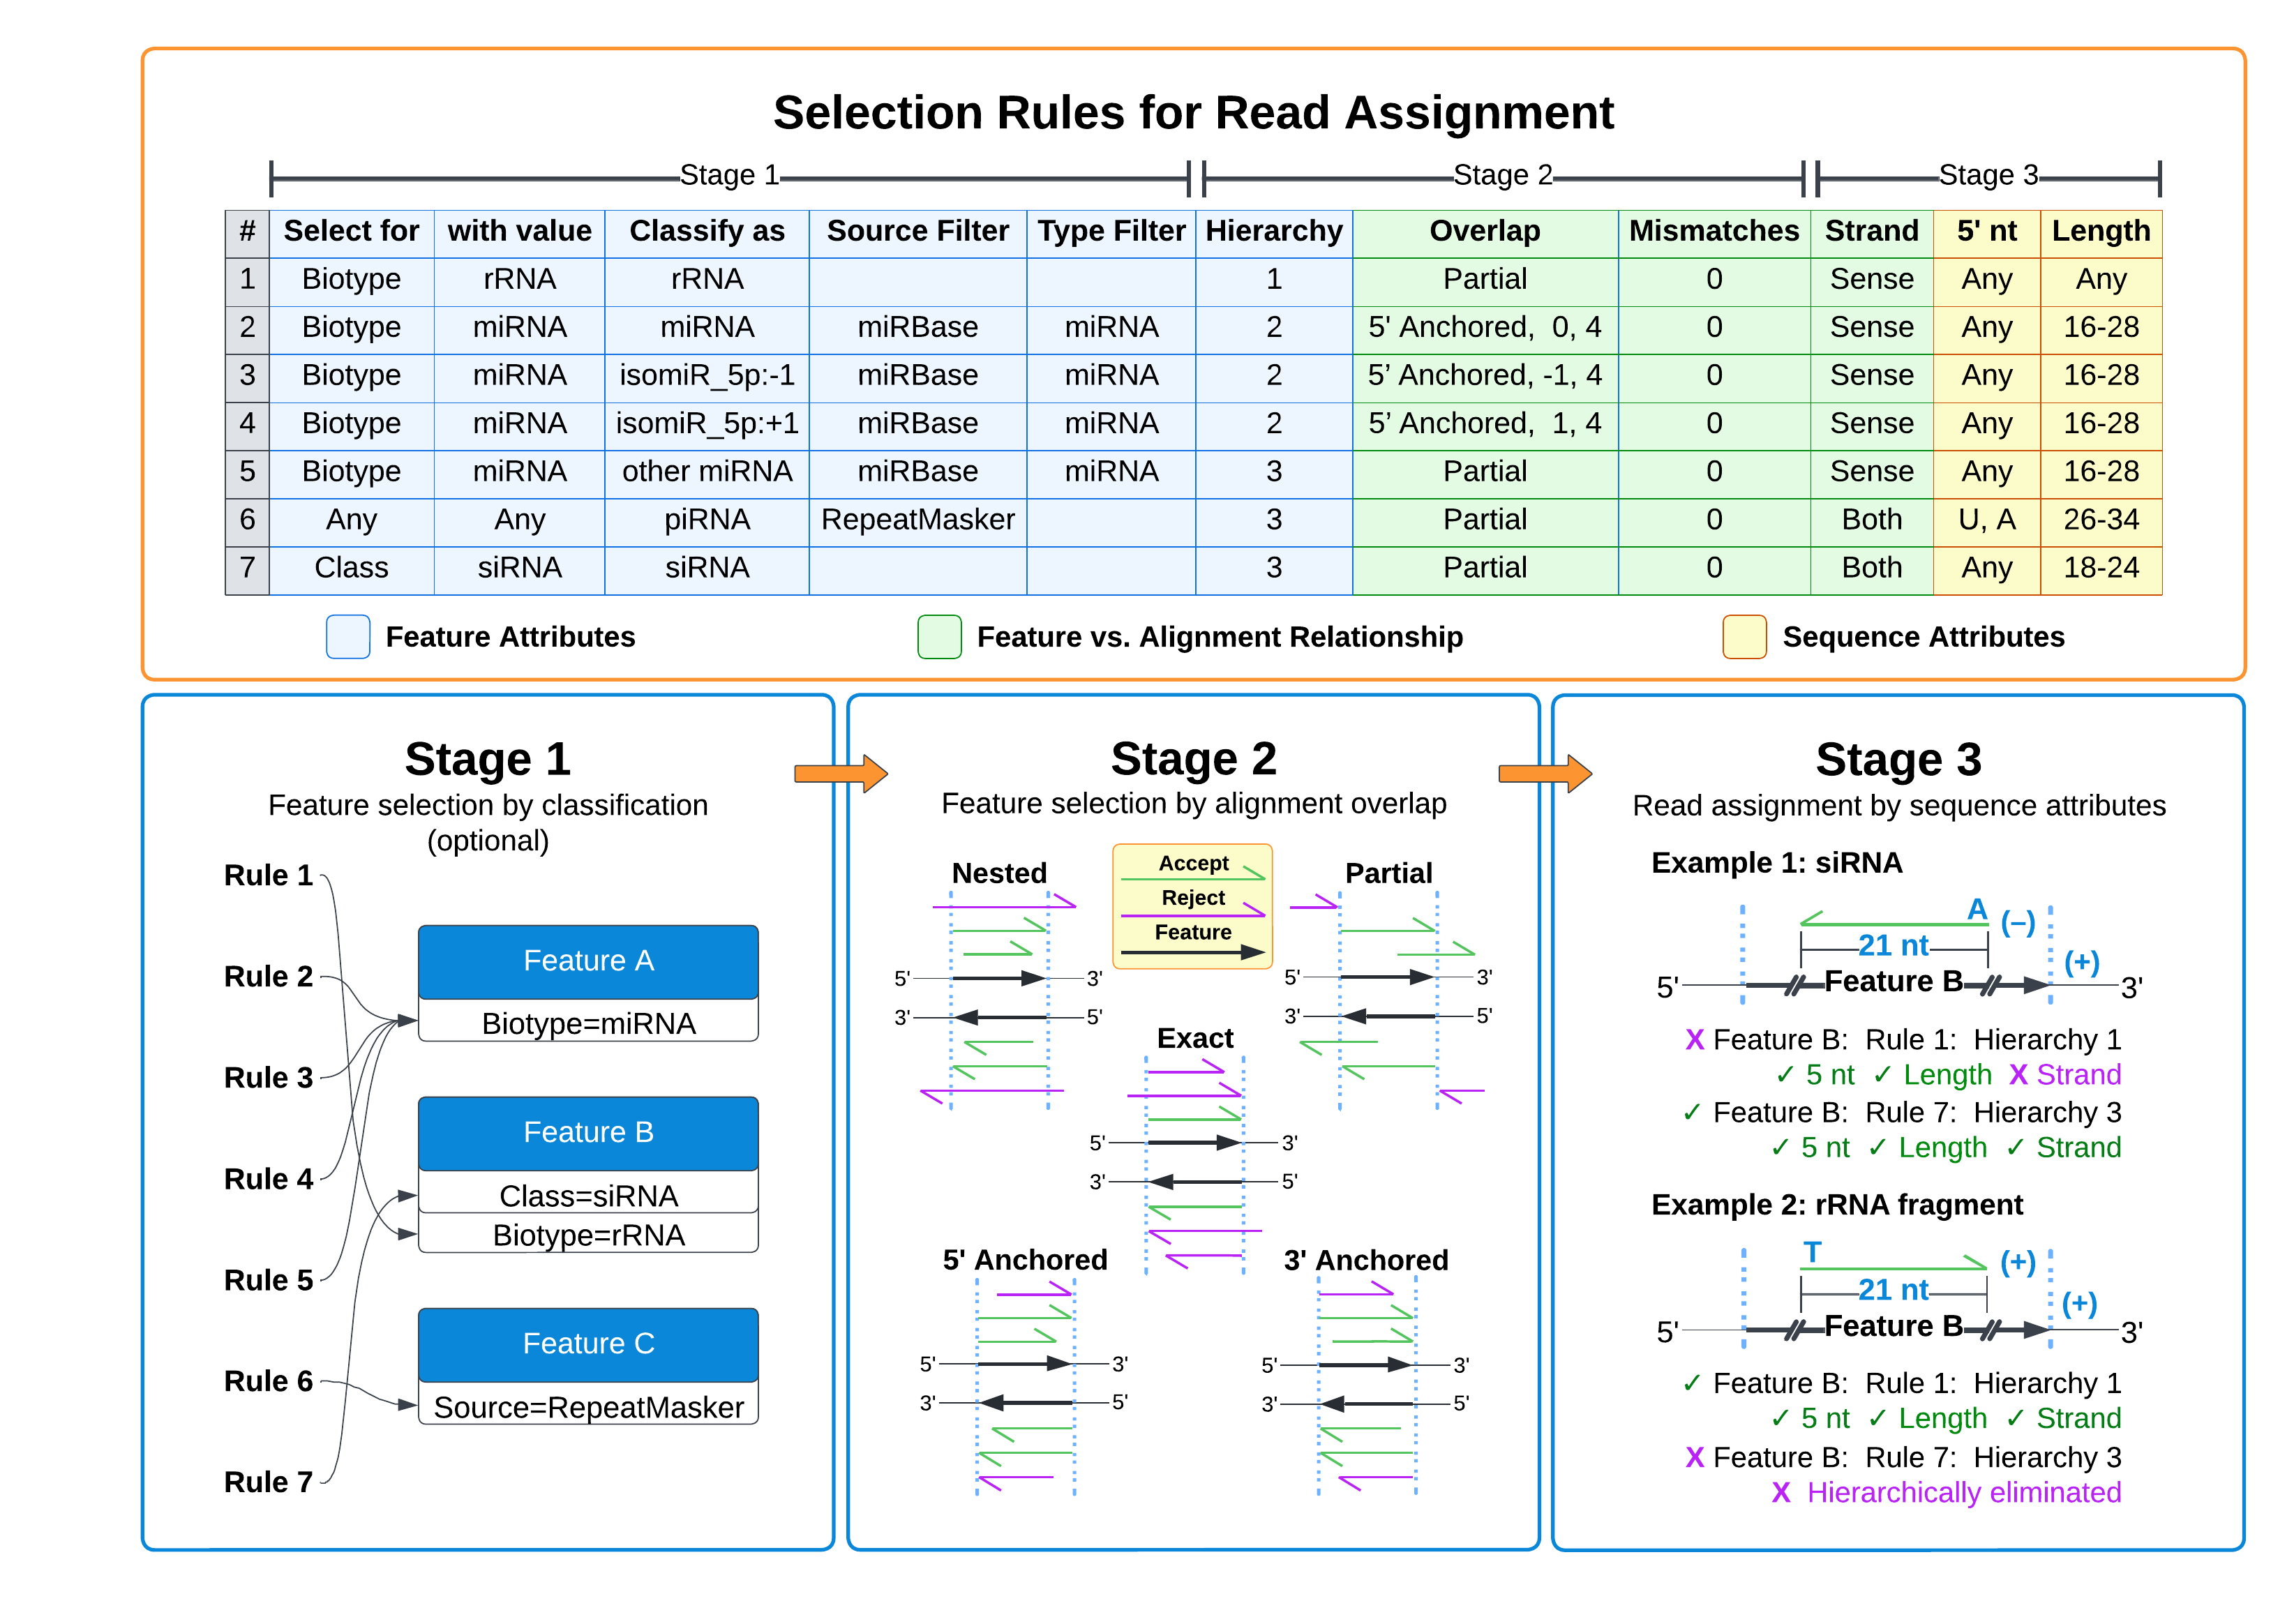 Selection Rules for Read Assignment
Stage 1 Stage 2 Stage 3
# Select for with value Classify as Source Filter Type Filter Hierarchy Overlap Mismatches Strand 5' nt Length
1 Biotype rRNA rRNA 1 Partial 0 Sense Any Any
2 Biotype miRNA miRNA miRBase miRNA 2 5' Anchored, 0, 4 0 Sense Any 16-28
3 Biotype miRNA isomiR_5p:-1 miRBase miRNA 2 5’ Anchored, -1, 4 0 Sense Any 16-28
4 Biotype miRNA isomiR_5p:+1 miRBase miRNA 2 5’ Anchored, 1, 4 0 Sense Any 16-28
5 Biotype miRNA other miRNA miRBase miRNA 3 Partial 0 Sense Any 16-28
6 Any Any piRNA RepeatMasker 3 Partial 0 Both U, A 26-34
7 Class siRNA siRNA 3 Partial 0 Both Any 18-24
Feature Attributes Feature vs. Alignment Relationship Sequence Attributes
Stage 1
Feature selection by classification
(optional)
Rule 1
Rule 2
Rule 3
Rule 4
Rule 5
Rule 6
Rule 7
Feature A
Biotype=miRNA
Feature B
Class=siRNA
Biotype=rRNA
Feature C
Source=RepeatMasker
Stage 2
Feature selection by alignment overlap
Accept
Reject
Feature
Nested
5' 3'
3' 5'
Partial
5' 3'
3' 5'
Exact
5' 3'
3' 5'
5' Anchored
5' 3'
3' 5'
3' Anchored
5' 3'
3' 5'
Stage 3
Read assignment by sequence attributes
Example 1: siRNA
A (–)
21 nt
(+)
5' Feature B 3'
X Feature B: Rule 1: Hierarchy 1
✓ 5 nt ✓ Length X Strand
✓ Feature B: Rule 7: Hierarchy 3
✓ 5 nt ✓ Length ✓ Strand
Example 2: rRNA fragment
T (+)
21 nt
(+)
5' Feature B 3'
✓ Feature B: Rule 1: Hierarchy 1
✓ 5 nt ✓ Length ✓ Strand
X Feature B: Rule 7: Hierarchy 3
X Hierarchically eliminated